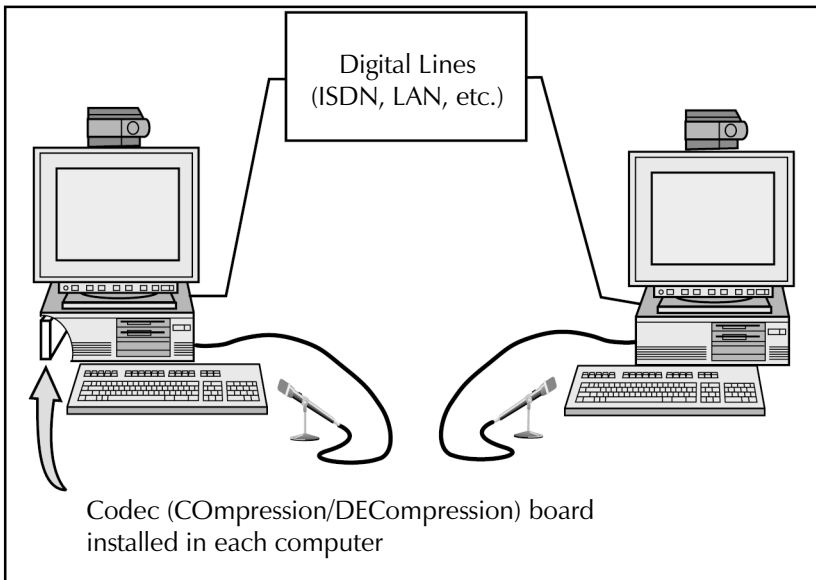 Digital Lines
(ISDN, LAN, etc.)
Codec (COmpression/DECompression) board
installed in each computer